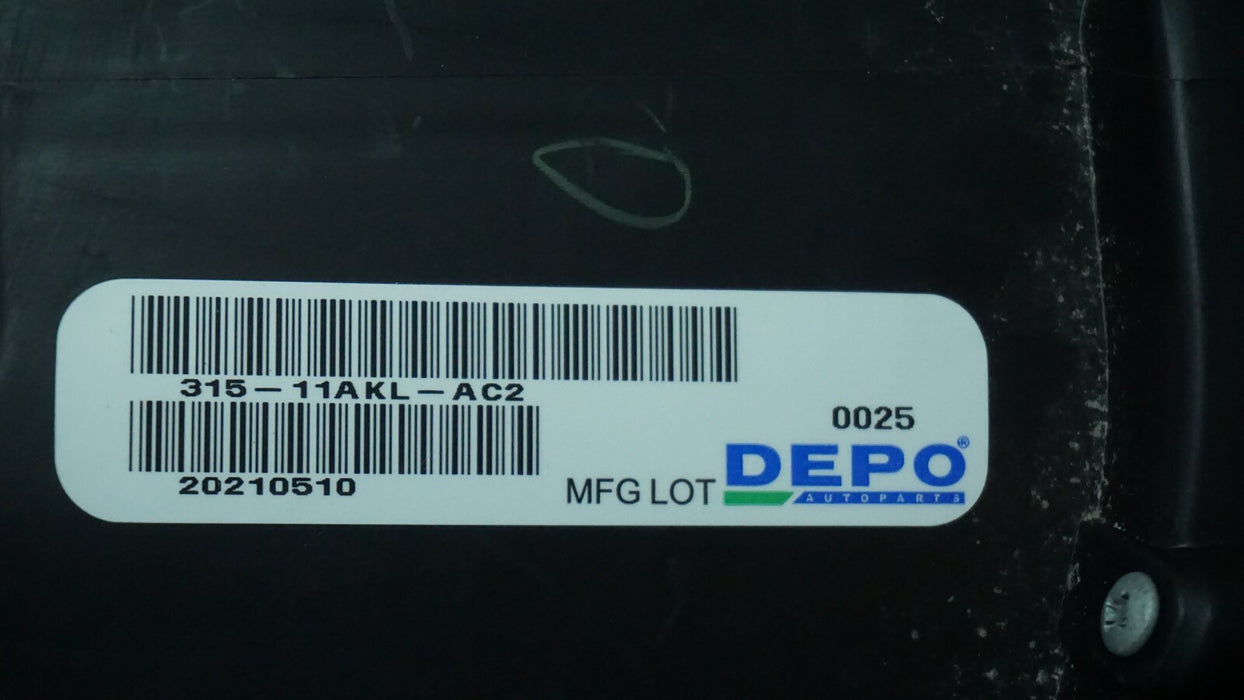 315-11AKL-AC2
0025
20210510
MFG LOT
DEPO®
AUTOPARTS